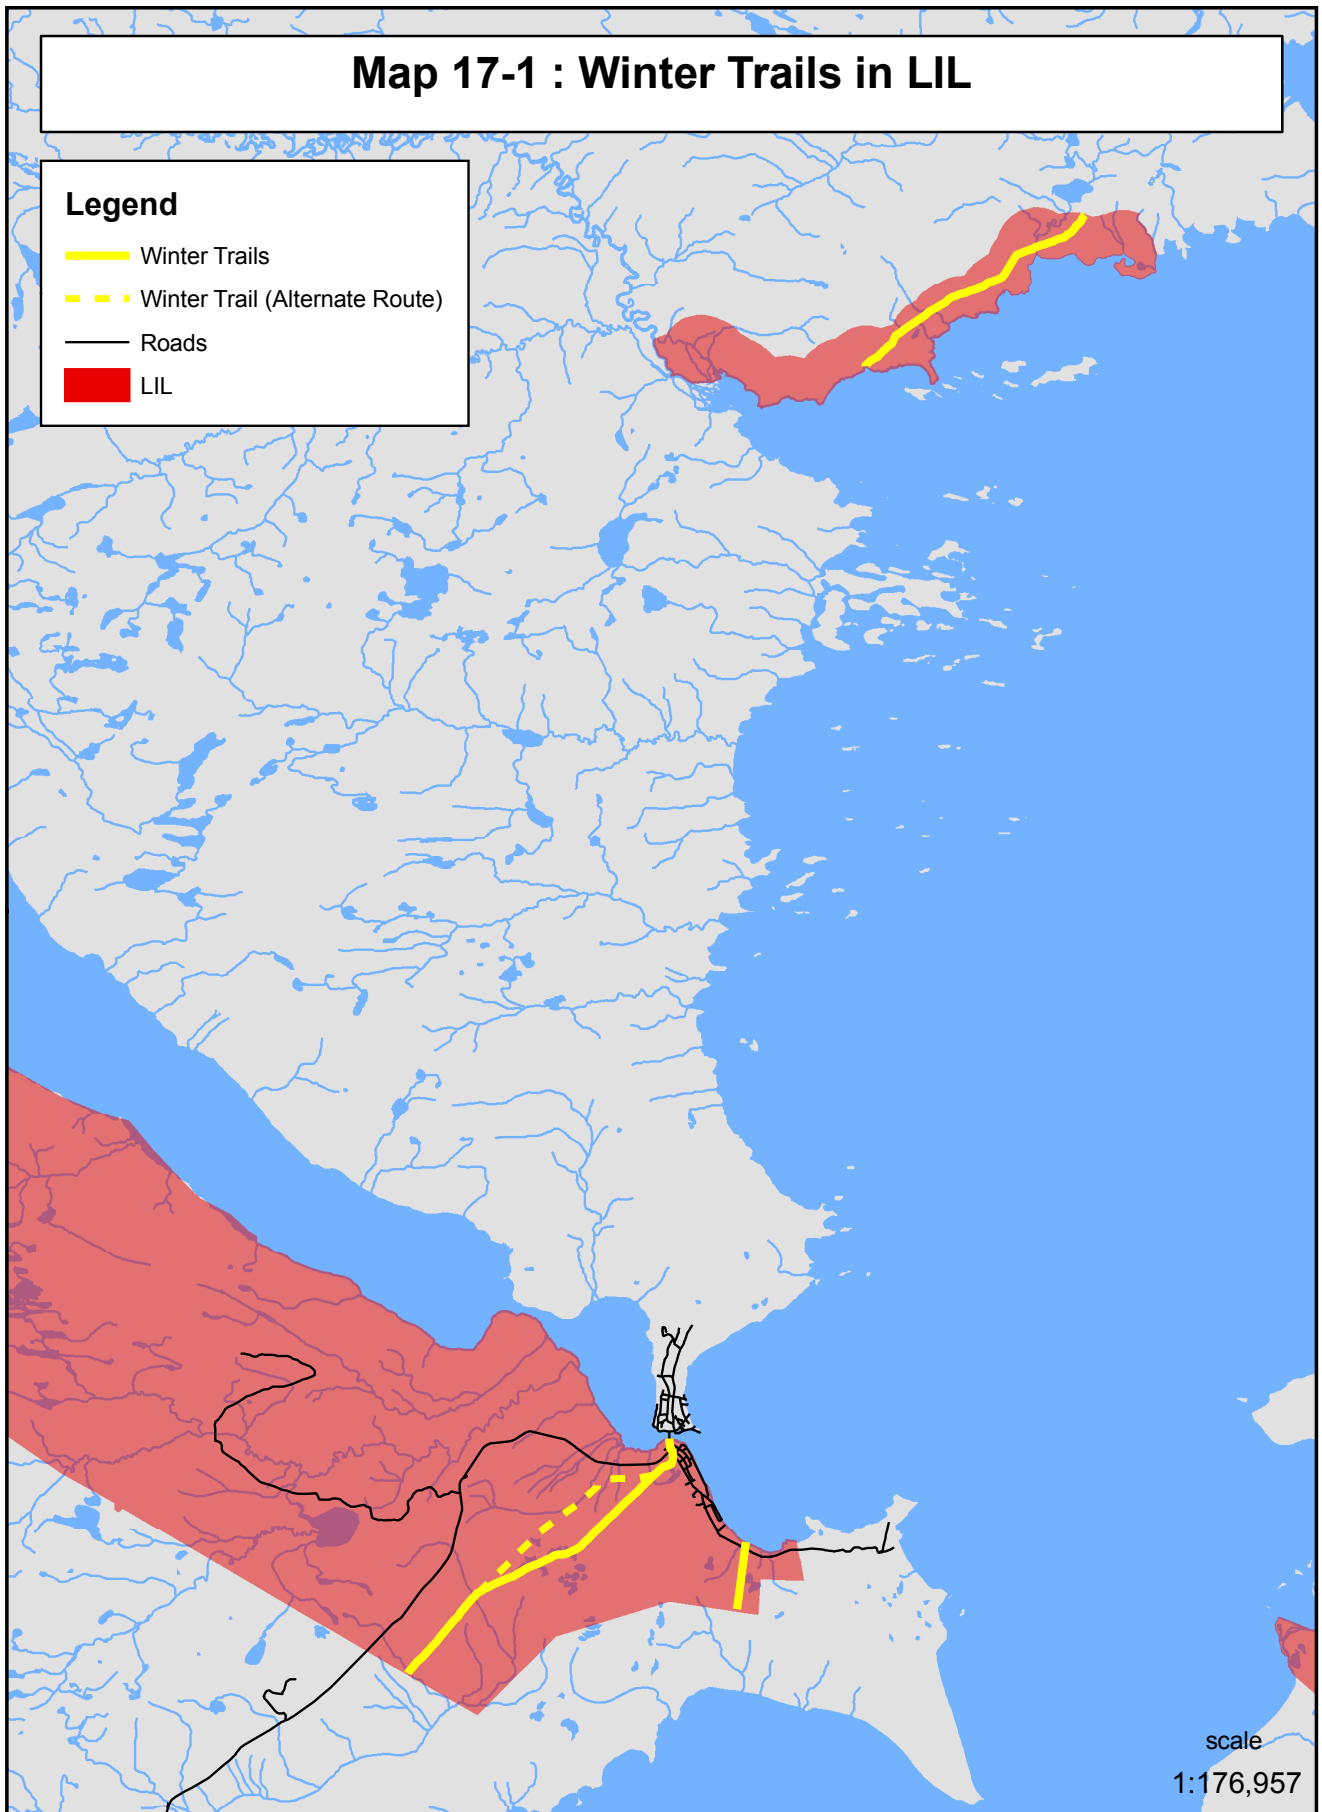 Map 17-1 : Winter Trails in LIL
Legend
Winter Trails
Winter Trail (Alternate Route)
Roads
LIL
scale
1:176,957